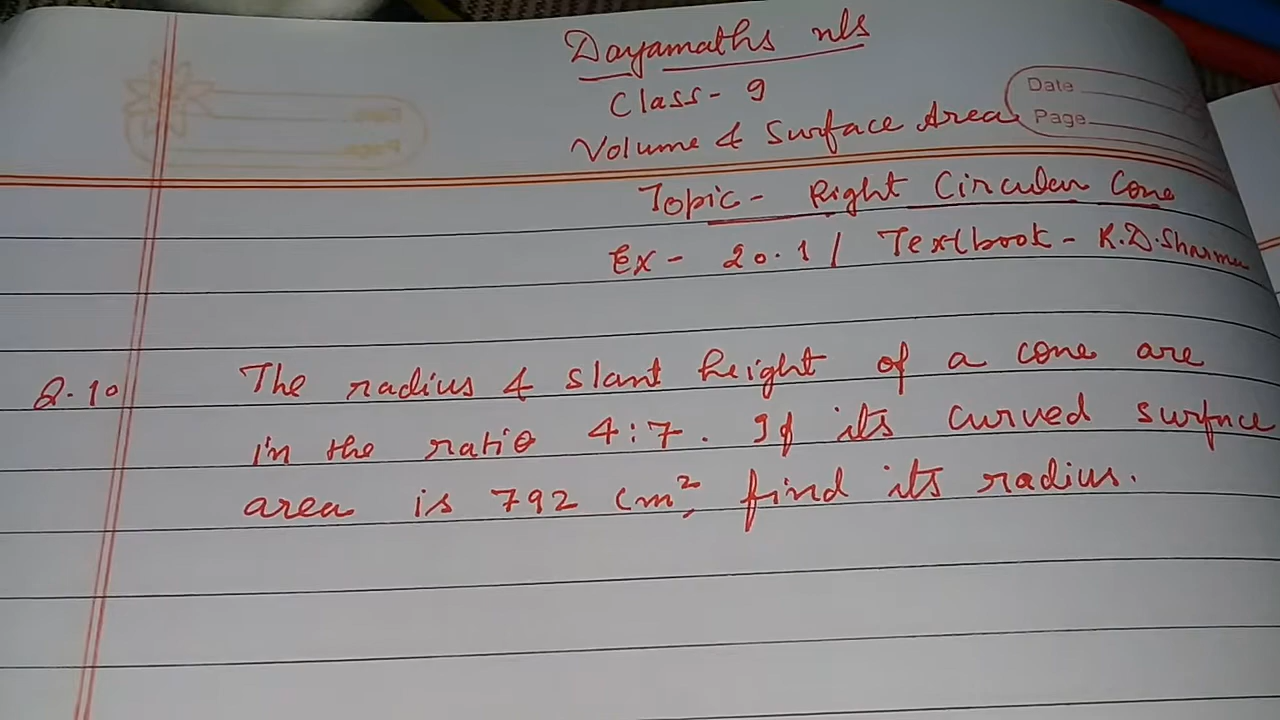 Dayamaths nls
Class- 9
Date
Volume & Surface Area
Page
Topic- Right Circular Cone
Ex- 20.1 / Textbook- R.D.Sharma
Q.10 The radius & slant height of a cone are
in the ratio 4:7. If its curved surface
area is 792 cm², find its radius.